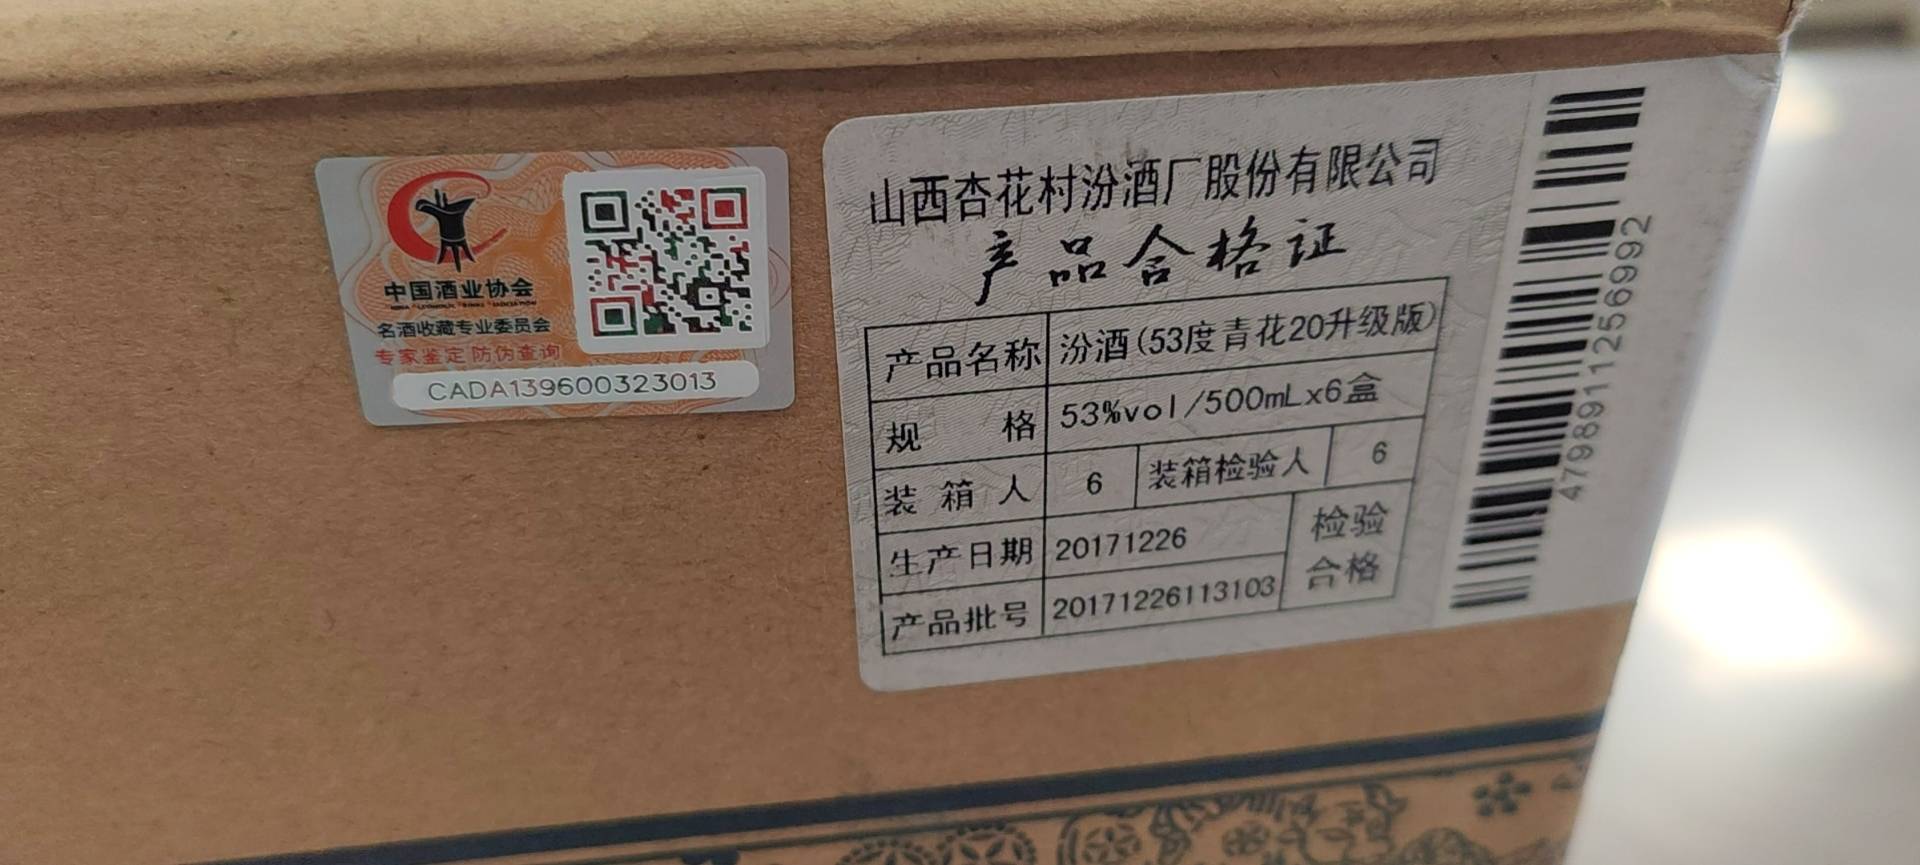 中国酒业协会
名酒收藏专业委员会
专家鉴定 防伪查询
CADA139600323013
山西杏花村汾酒厂股份有限公司
产品合格证
产品名称 汾酒(53度青花20升级版)
规 格 53%vol/500mLx6盒
装箱人 6 装箱检验人 6
生产日期 20171226 检验
产品批号 20171226113103 合格
4798911256992